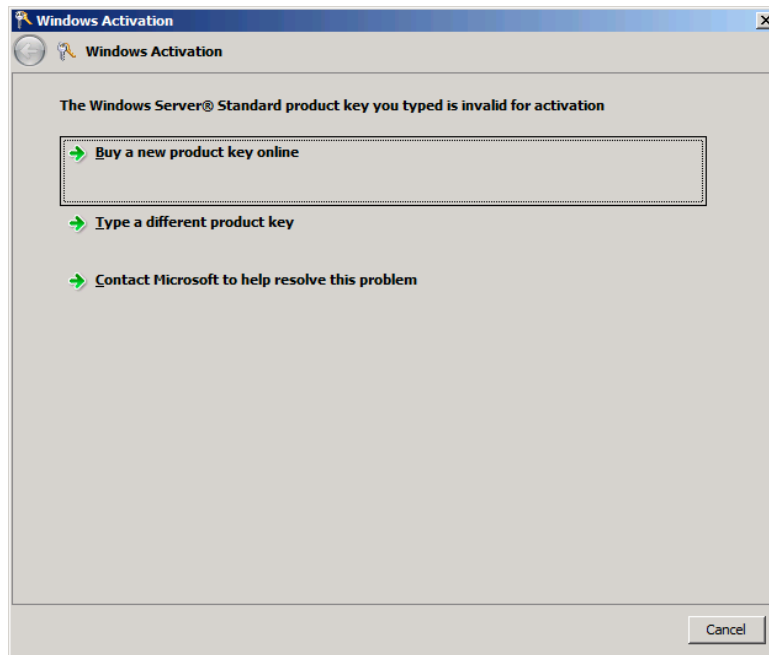 Windows Activation
Windows Activation
The Windows Server® Standard product key you typed is invalid for activation
Buy a new product key online
Type a different product key
Contact Microsoft to help resolve this problem
Cancel